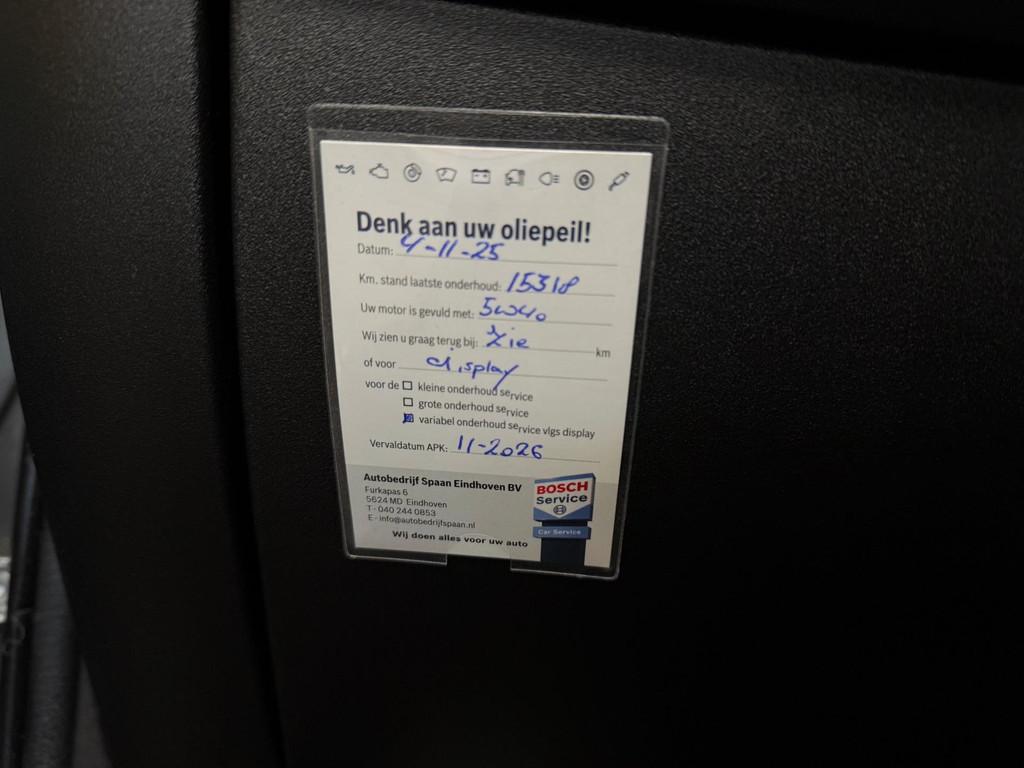 Denk aan uw oliepeil!
Datum: 4-11-25
Km. stand laatste onderhoud: 15318
Uw motor is gevuld met: 5w40
Wij zien u graag terug bij: Zie km
of voor display
voor de kleine onderhoud service
grote onderhoud service
variabel onderhoud service vlgs display
Vervaldatum APK: 11-2026
Autobedrijf Spaan Eindhoven BV
Furkapas 6
5624 MD Eindhoven
T - 040 244 0853
E - info@autobedrijfspaan.nl
Wij doen alles voor uw auto
BOSCH
Service
Car Service